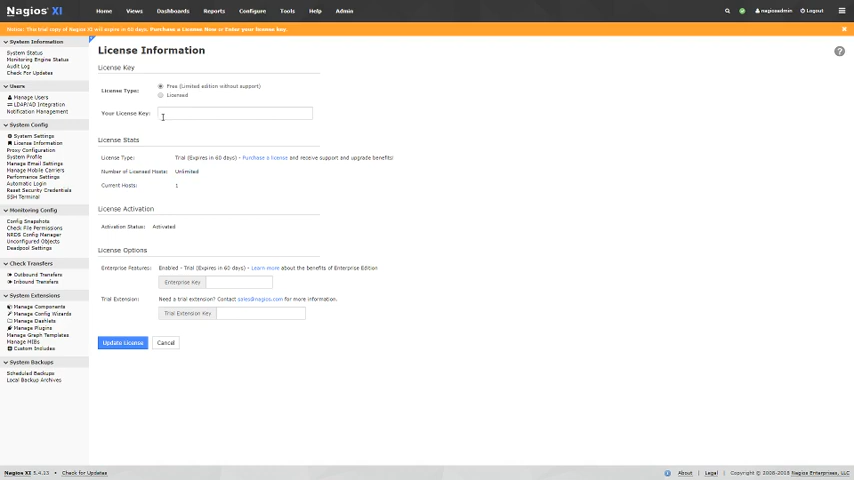 Nagios XI
Home Views Dashboards Reports Configure Tools Help Admin
nagiosadmin Logout
Notice: This trial copy of Nagios XI will expire in 60 days. Purchase a License Now or Enter your license key.
System Information
System Status
Monitoring Engine Status
Audit Log
Check For Updates
Users
Manage Users
LDAP/AD Integration
Notification Management
System Config
System Settings
License Information
Proxy Configuration
System Profile
Manage Email Settings
Manage Mobile Carriers
Performance Settings
Automatic Login
Reset Security Credentials
SSH Terminal
Monitoring Config
Config Snapshots
Check File Permissions
NRDS Config Manager
Unconfigured Objects
Deadpool Settings
Check Transfers
Outbound Transfers
Inbound Transfers
System Extensions
Manage Components
Manage Config Wizards
Manage Dashlets
Manage Plugins
Manage Graph Templates
Manage MIBs
Custom Includes
System Backups
Scheduled Backups
Local Backup Archives
License Information
License Key
License Type: Free (Limited edition without support)
Licensed
Your License Key:
License Stats
License Type: Trial (Expires in 60 days) - Purchase a license and receive support and upgrade benefits!
Number of Licensed Hosts: Unlimited
Current Hosts: 1
License Activation
Activation Status: Activated
License Options
Enterprise Features: Enabled - Trial (Expires in 60 days) - Learn more about the benefits of Enterprise Edition
Enterprise Key
Trial Extension: Need a trial extension? Contact sales@nagios.com for more information.
Trial Extension Key
Update License Cancel
Nagios XI 5.4.13 Check for Updates
About | Legal | Copyright © 2008-2018 Nagios Enterprises, LLC